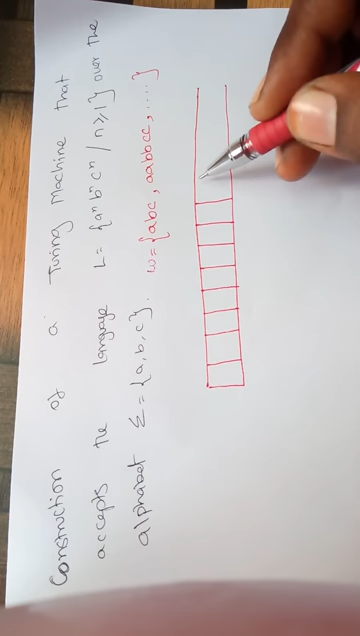 Construction of a Turing Machine that
accepts the language L = {aⁿbⁿcⁿ / n≥1} over the
alphabet Σ = {a,b,c}. w={abc, aabbcc, ....}